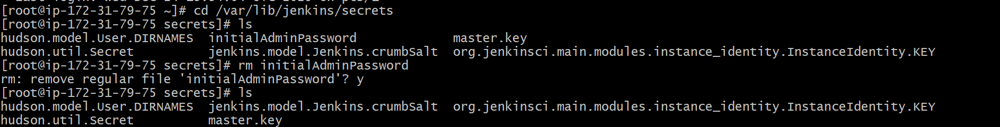 [root@ip-172-31-79-75 ~]# cd /var/lib/jenkins/secrets
[root@ip-172-31-79-75 secrets]# ls
hudson.model.User.DIRNAMES  initialAdminPassword             master.key
hudson.util.Secret          jenkins.model.Jenkins.crumbSalt  org.jenkinsci.main.modules.instance_identity.InstanceIdentity.KEY
[root@ip-172-31-79-75 secrets]# rm initialAdminPassword
rm: remove regular file 'initialAdminPassword'? y
[root@ip-172-31-79-75 secrets]# ls
hudson.model.User.DIRNAMES  jenkins.model.Jenkins.crumbSalt  org.jenkinsci.main.modules.instance_identity.InstanceIdentity.KEY
hudson.util.Secret          master.key